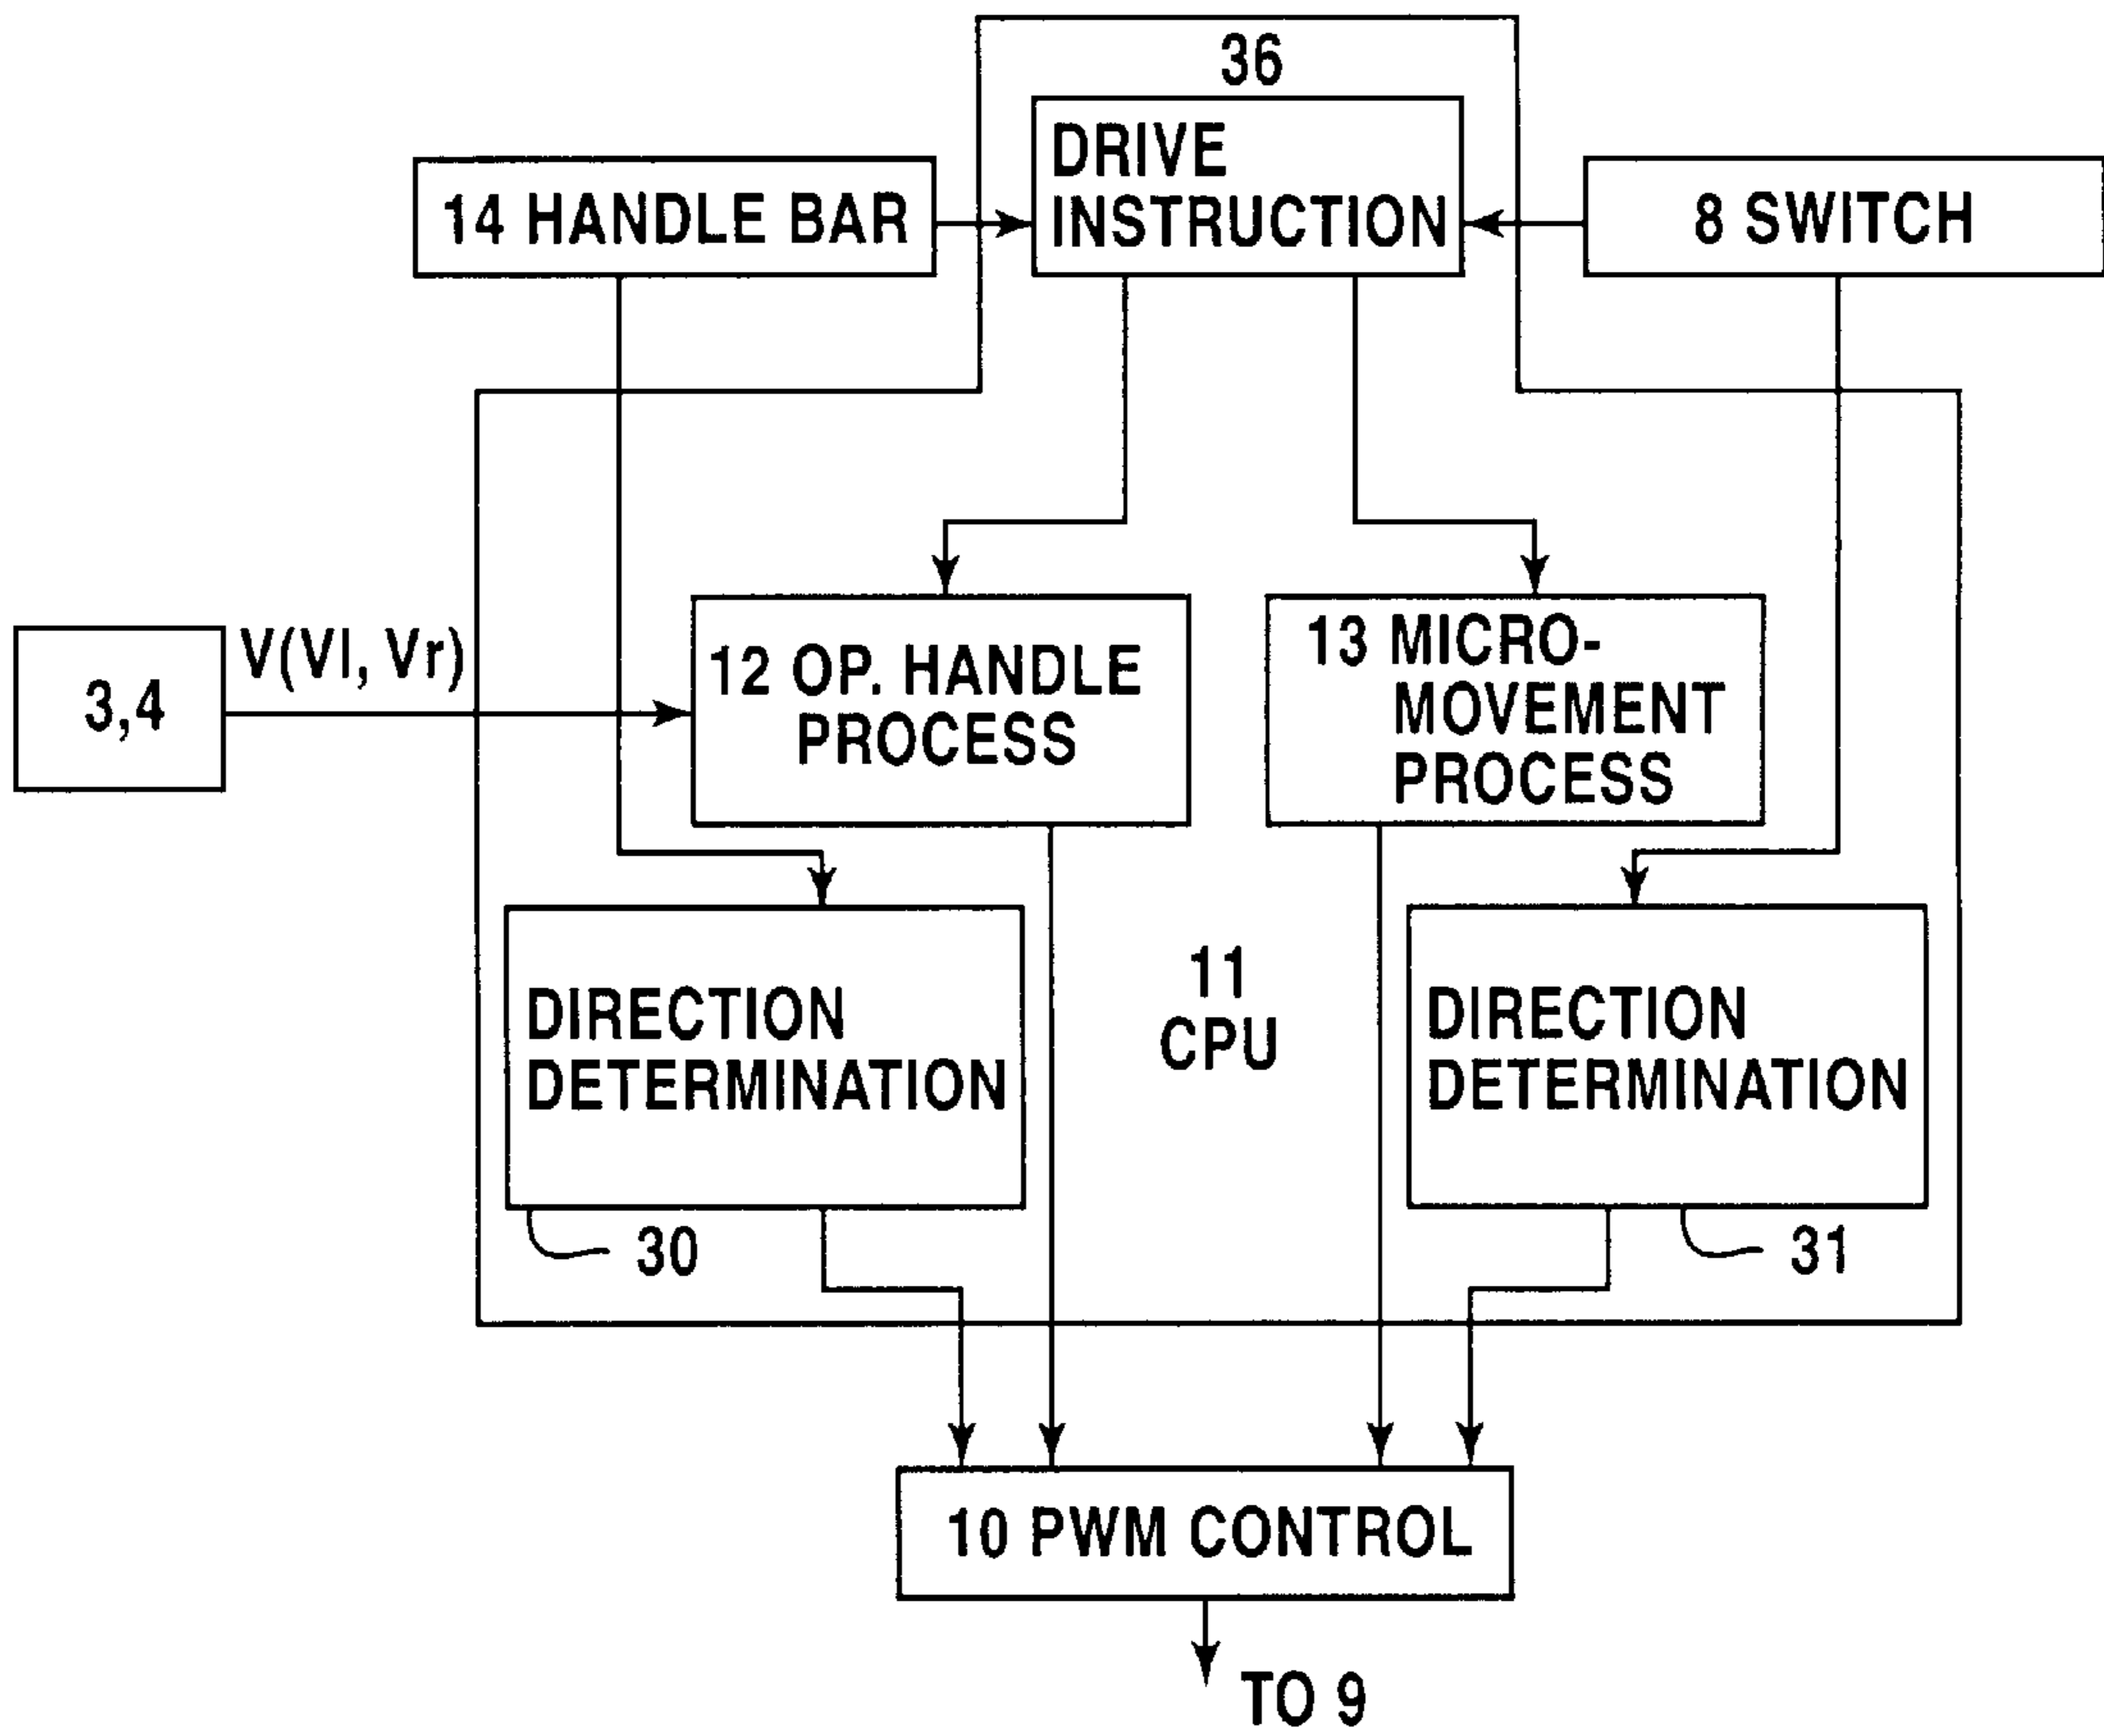 36
DRIVE
INSTRUCTION
14 HANDLE BAR
8 SWITCH
3,4
V(Vl, Vr)
12 OP. HANDLE
PROCESS
13 MICRO-
MOVEMENT
PROCESS
DIRECTION
DETERMINATION
30
11
CPU
DIRECTION
DETERMINATION
31
10 PWM CONTROL
TO 9